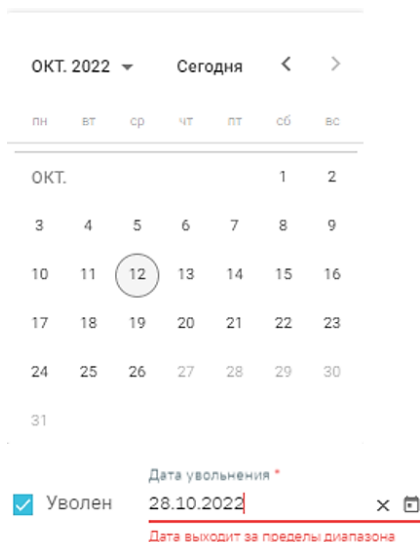 ОКТ. 2022 Сегодня
пн вт ср чт пт сб вс
ОКТ. 1 2
3 4 5 6 7 8 9
10 11 12 13 14 15 16
17 18 19 20 21 22 23
24 25 26 27 28 29 30
31
Дата увольнения *
Уволен 28.10.2022
Дата выходит за пределы диапазона